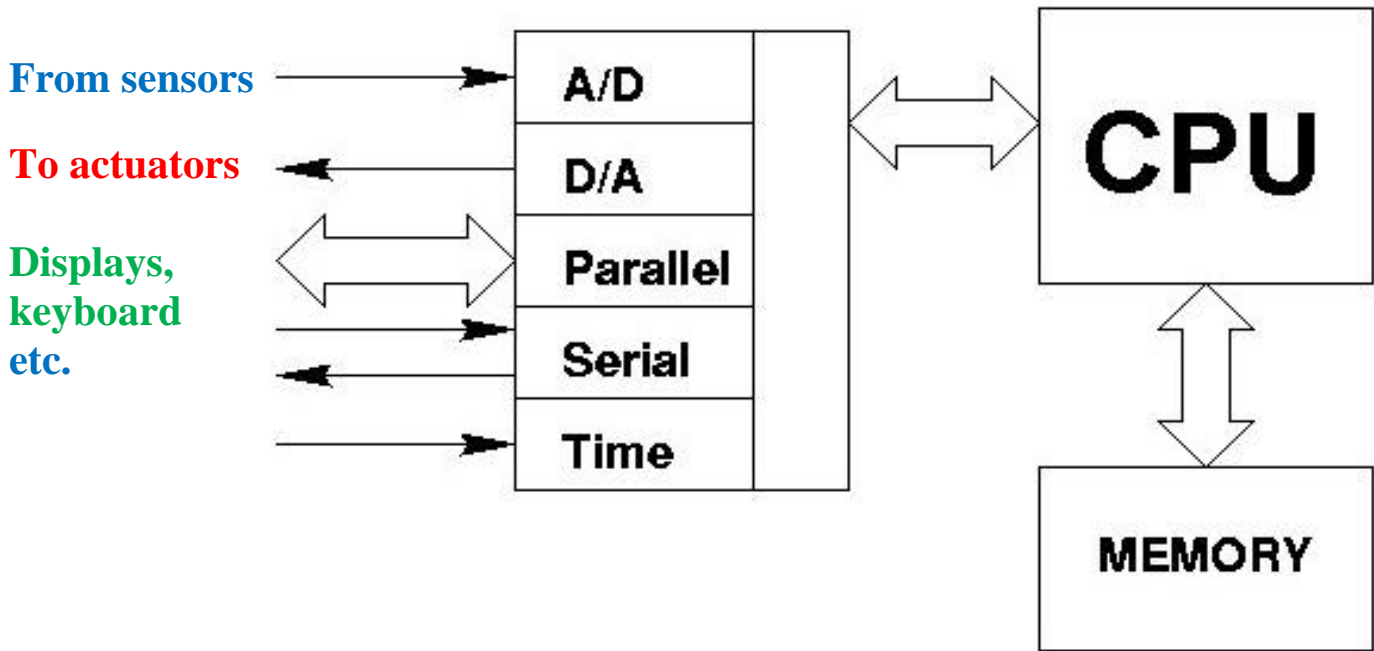 From sensors
To actuators
Displays,
keyboard
etc.
A/D
D/A
Parallel
Serial
Time
CPU
MEMORY